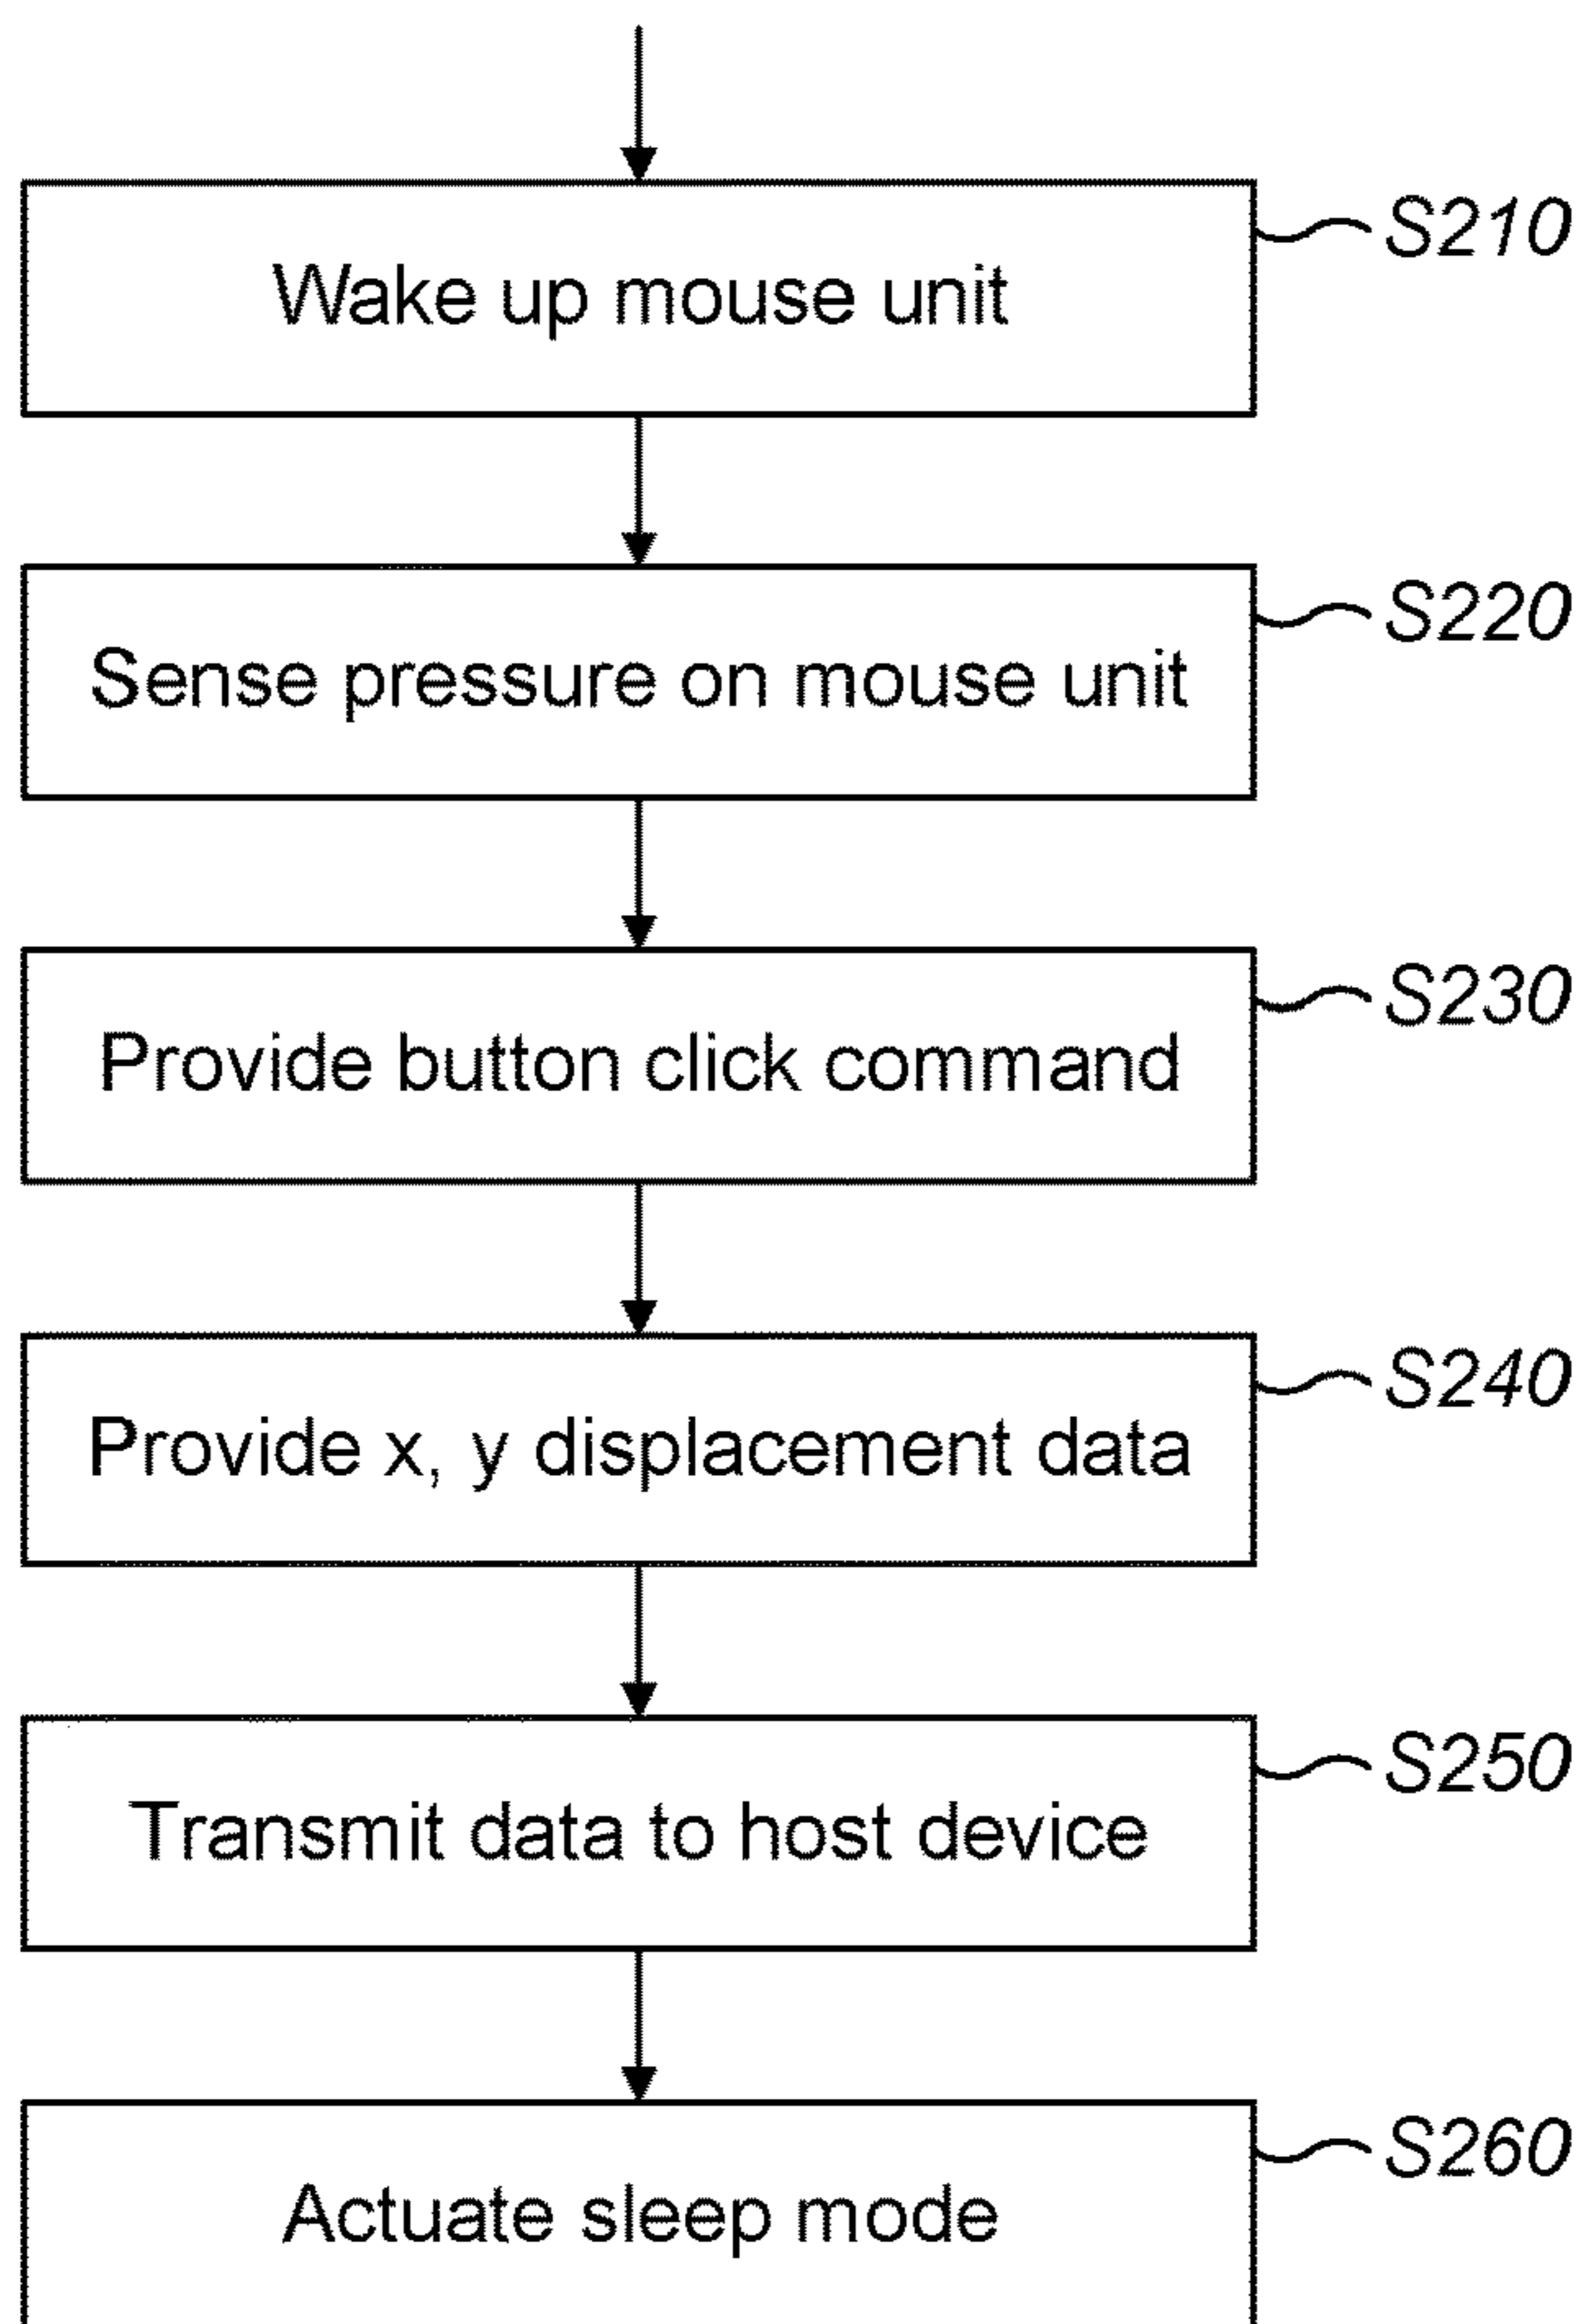 S210
Wake up mouse unit
S220
Sense pressure on mouse unit
S230
Provide button click command
S240
Provide x, y displacement data
S250
Transmit data to host device
S260
Actuate sleep mode